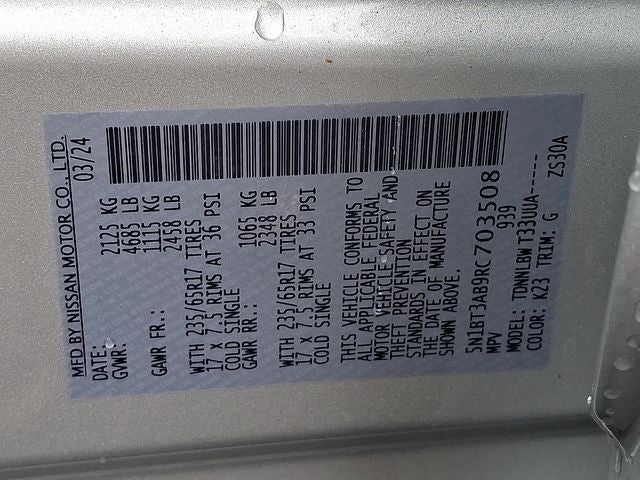 MFD BY NISSAN MOTOR CO., LTD.
DATE: 03/24
GVWR: 2125 KG
4685 LB
GAWR FR.: 1115 KG
2458 LB
WITH 235/65R17 TIRES
17 X 7.5 RIMS AT 36 PSI
COLD SINGLE
GAWR RR.: 1065 KG
2348 LB
WITH 235/65R17 TIRES
17 X 7.5 RIMS AT 33 PSI
COLD SINGLE
THIS VEHICLE CONFORMS TO
ALL APPLICABLE FEDERAL
MOTOR VEHICLE SAFETY AND
THEFT PREVENTION
STANDARDS IN EFFECT ON
THE DATE OF MANUFACTURE
SHOWN ABOVE.
5N1BT3AB9RC703508
MPV 939
MODEL: TDNNLBW T33UUA-----
COLOR: K23 TRIM: G ZS30A